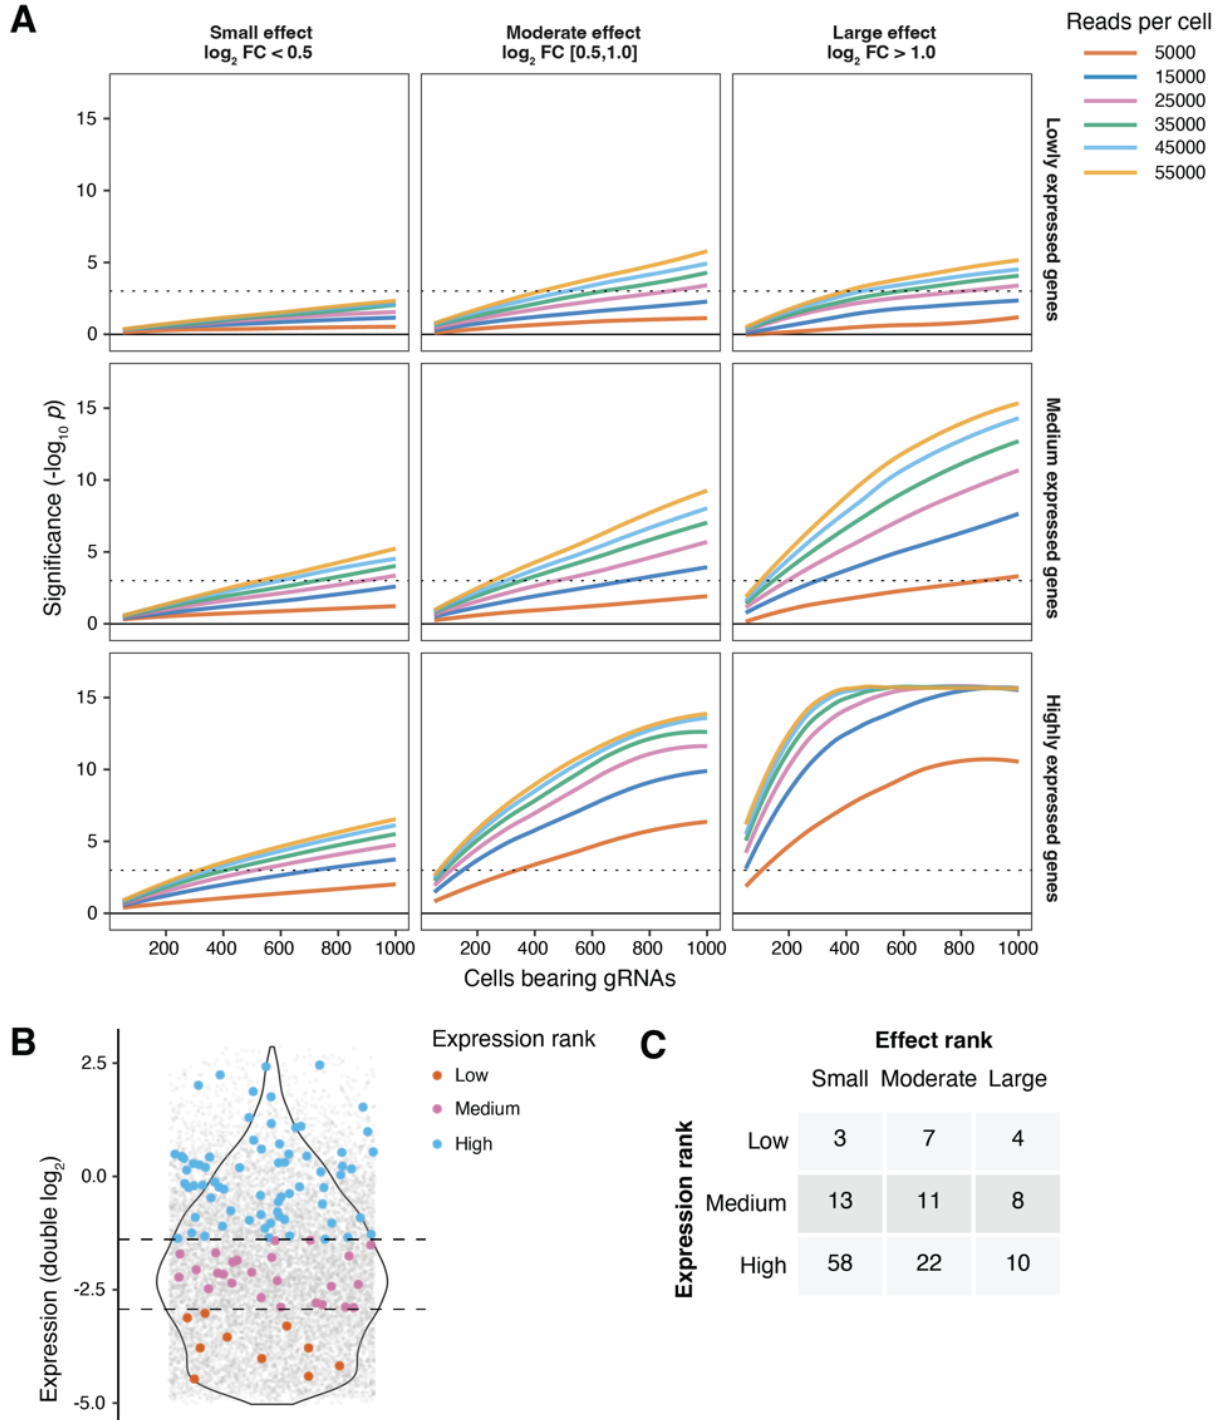 A
Small effect
log2 FC < 0.5
Moderate effect
log2 FC [0.5,1.0]
Large effect
log2 FC > 1.0
Reads per cell
5000
15000
25000
35000
45000
55000
15
10
5
0
Lowly expressed genes
Significance (-log10 p)
15
10
5
0
Medium expressed genes
15
10
5
0
Highly expressed genes
200 400 600 800 1000
200 400 600 800 1000
200 400 600 800 1000
Cells bearing gRNAs
B
Expression (double log2)
2.5
0.0
-2.5
-5.0
Expression rank
Low
Medium
High
C
Effect rank
Small Moderate Large
Expression rank
Low 3 7 4
Medium 13 11 8
High 58 22 10